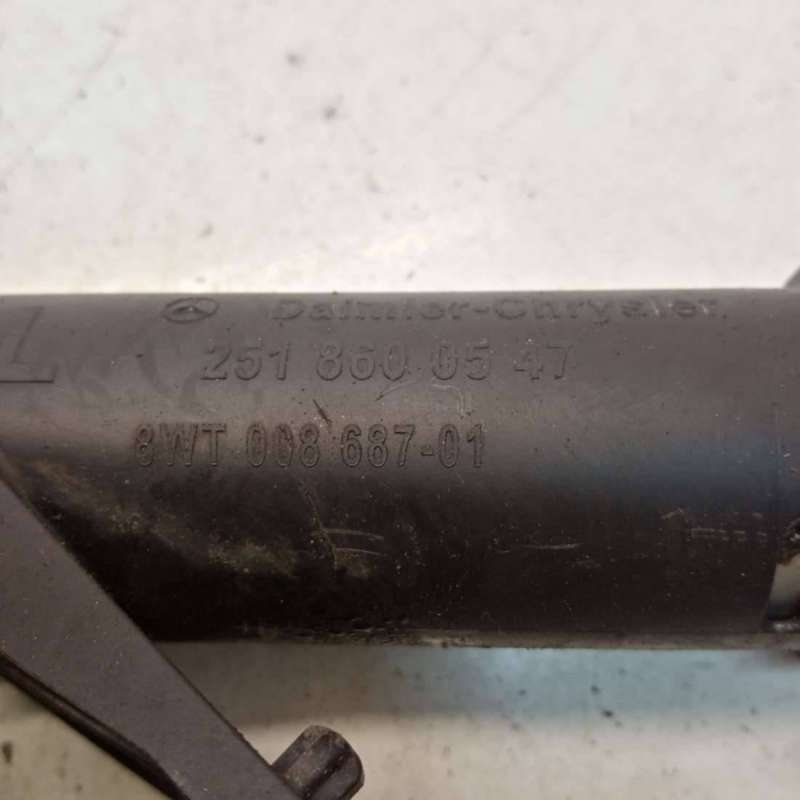 Daimler-Chrysler
L
251 860 05 47
8WT 008 687-01